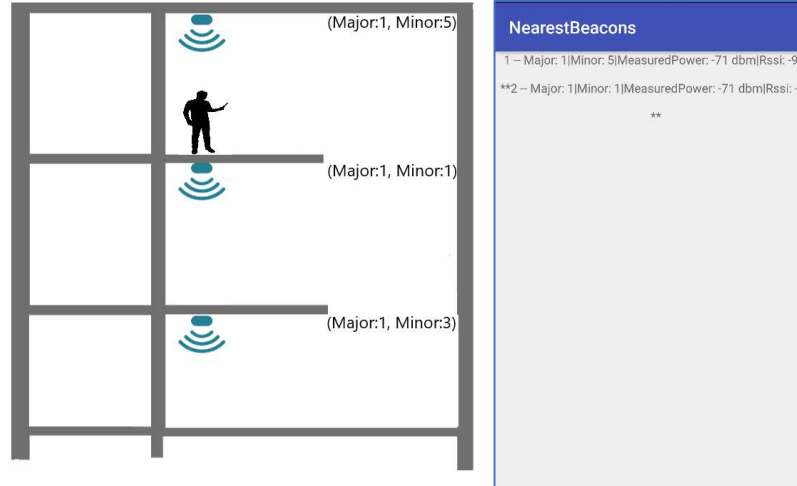 (Major:1, Minor:5)
(Major:1, Minor:1)
(Major:1, Minor:3)
NearestBeacons
1 -- Major: 1|Minor: 5|MeasuredPower: -71 dbm|Rssi: -9
**2 -- Major: 1|Minor: 1|MeasuredPower: -71 dbm|Rssi: -
**